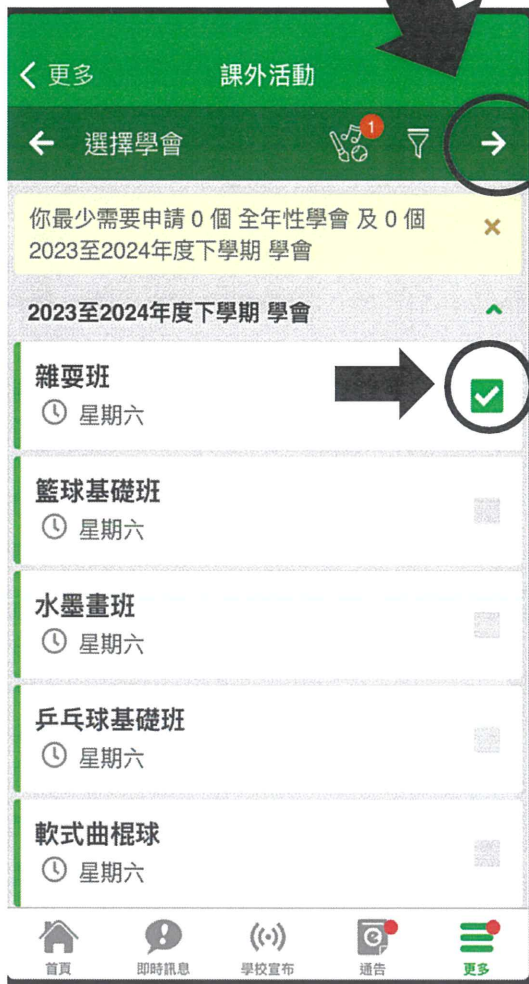 更多
課外活動
選擇學會
1
你最少需要申請 0 個 全年性學會 及 0 個
2023至2024年度下學期 學會
2023至2024年度下學期 學會
雜耍班
星期六
籃球基礎班
星期六
水墨畫班
星期六
乒乓球基礎班
星期六
軟式曲棍球
星期六
首頁
即時訊息
學校宣布
通告
更多